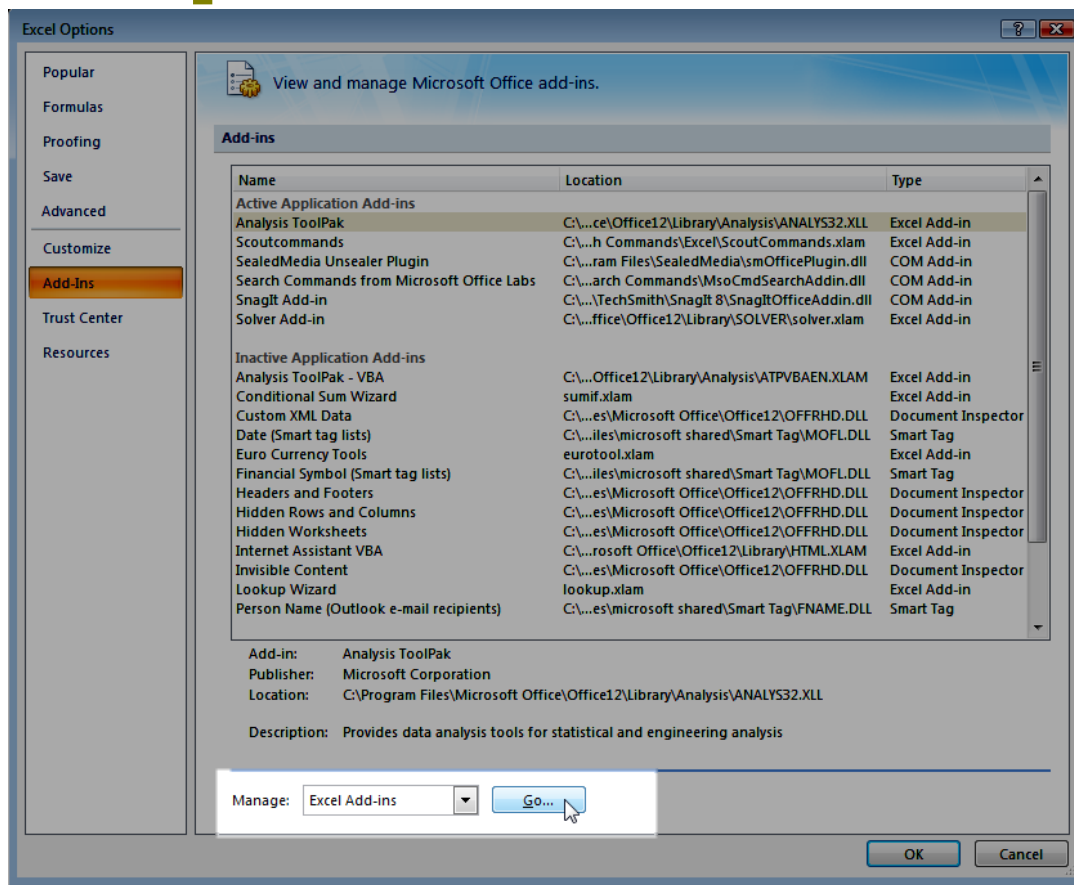 Excel Options
Popular
Formulas
Proofing
Save
Advanced
Customize
Add-Ins
Trust Center
Resources
View and manage Microsoft Office add-ins.
Add-ins
Name Location Type
Active Application Add-ins
Analysis ToolPak C:\...ce\Office12\Library\Analysis\ANALYS32.XLL Excel Add-in
Scoutcommands C:\...h Commands\Excel\ScoutCommands.xlam Excel Add-in
SealedMedia Unsealer Plugin C:\...ram Files\SealedMedia\smOfficePlugin.dll COM Add-in
Search Commands from Microsoft Office Labs C:\...arch Commands\MsoCmdSearchAddin.dll COM Add-in
SnagIt Add-in C:\...\TechSmith\SnagIt 8\SnagItOfficeAddin.dll COM Add-in
Solver Add-in C:\...ffice\Office12\Library\SOLVER\solver.xlam Excel Add-in
Inactive Application Add-ins
Analysis ToolPak - VBA C:\...Office12\Library\Analysis\ATPVBAEN.XLAM Excel Add-in
Conditional Sum Wizard sumif.xlam Excel Add-in
Custom XML Data C:\...es\Microsoft Office\Office12\OFFRHD.DLL Document Inspector
Date (Smart tag lists) C:\...iles\microsoft shared\Smart Tag\MOFL.DLL Smart Tag
Euro Currency Tools eurotool.xlam Excel Add-in
Financial Symbol (Smart tag lists) C:\...iles\microsoft shared\Smart Tag\MOFL.DLL Smart Tag
Headers and Footers C:\...es\Microsoft Office\Office12\OFFRHD.DLL Document Inspector
Hidden Rows and Columns C:\...es\Microsoft Office\Office12\OFFRHD.DLL Document Inspector
Hidden Worksheets C:\...es\Microsoft Office\Office12\OFFRHD.DLL Document Inspector
Internet Assistant VBA C:\...rosoft Office\Office12\Library\HTML.XLAM Excel Add-in
Invisible Content C:\...es\Microsoft Office\Office12\OFFRHD.DLL Document Inspector
Lookup Wizard lookup.xlam Excel Add-in
Person Name (Outlook e-mail recipients) C:\...es\microsoft shared\Smart Tag\FNAME.DLL Smart Tag
Add-in: Analysis ToolPak
Publisher: Microsoft Corporation
Location: C:\Program Files\Microsoft Office\Office12\Library\Analysis\ANALYS32.XLL
Description: Provides data analysis tools for statistical and engineering analysis
Manage: Excel Add-ins Go...
OK Cancel